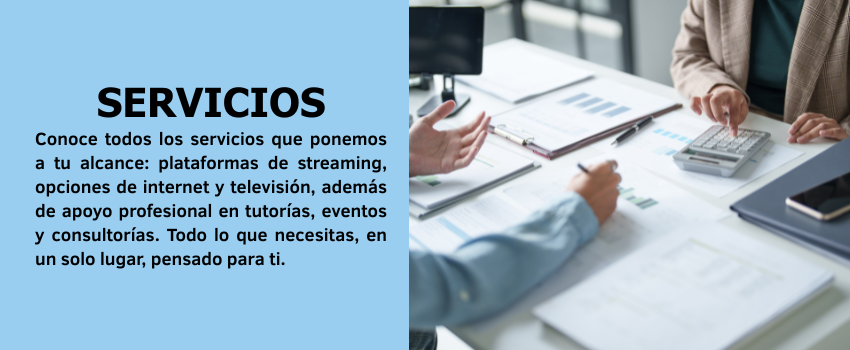 SERVICIOS
Conoce todos los servicios que ponemos
a tu alcance: plataformas de streaming,
opciones de internet y televisión, además
de apoyo profesional en tutorías, eventos
y consultorías. Todo lo que necesitas, en
un solo lugar, pensado para ti.